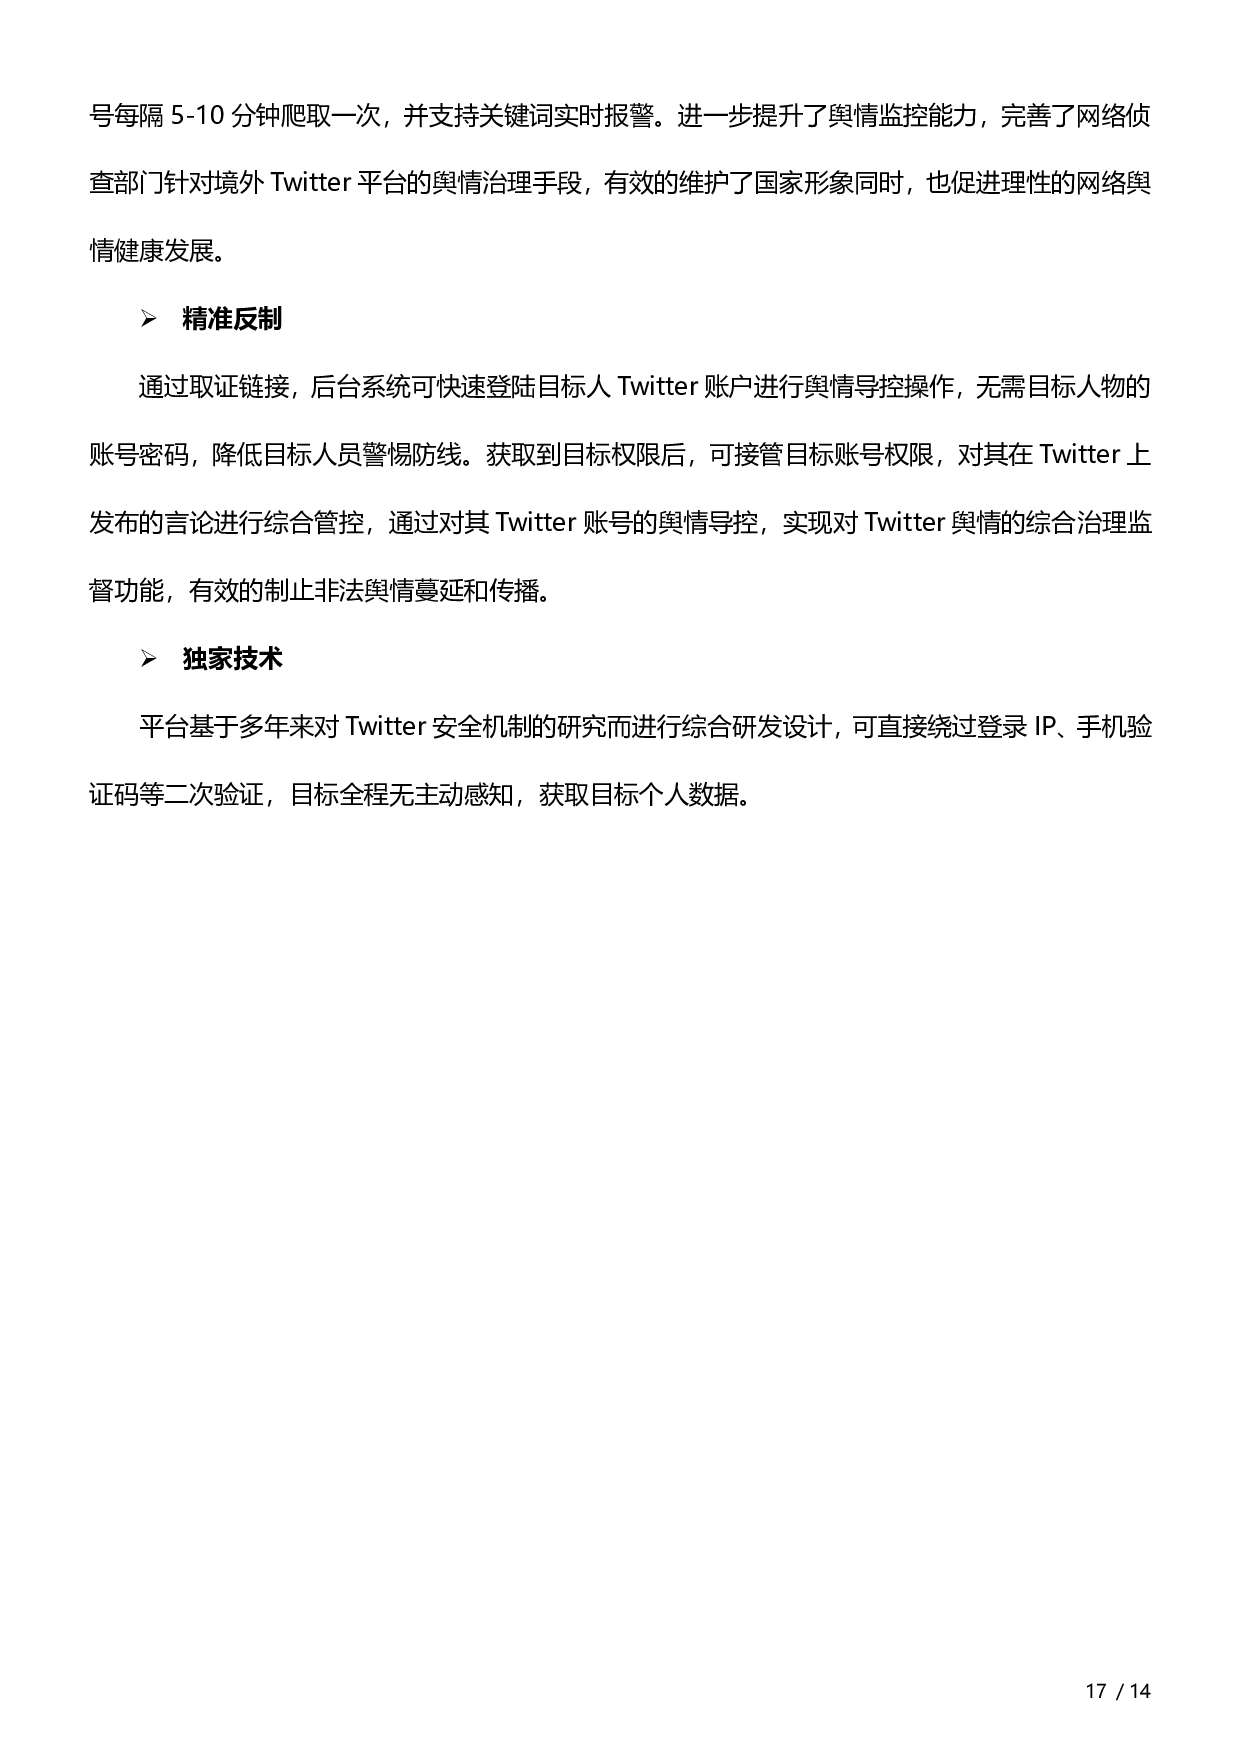 号每隔 5-10 分钟爬取一次，并支持关键词实时报警。进一步提升了舆情监控能力，完善了网络侦
查部门针对境外 Twitter 平台的舆情治理手段，有效的维护了国家形象同时，也促进理性的网络舆
情健康发展。
➢ 精准反制
通过取证链接，后台系统可快速登陆目标人 Twitter 账户进行舆情导控操作，无需目标人物的
账号密码，降低目标人员警惕防线。获取到目标权限后，可接管目标账号权限，对其在 Twitter 上
发布的言论进行综合管控，通过对其 Twitter 账号的舆情导控，实现对 Twitter 舆情的综合治理监
督功能，有效的制止非法舆情蔓延和传播。
➢ 独家技术
平台基于多年来对 Twitter 安全机制的研究而进行综合研发设计，可直接绕过登录 IP、手机验
证码等二次验证，目标全程无主动感知，获取目标个人数据。
17 / 14